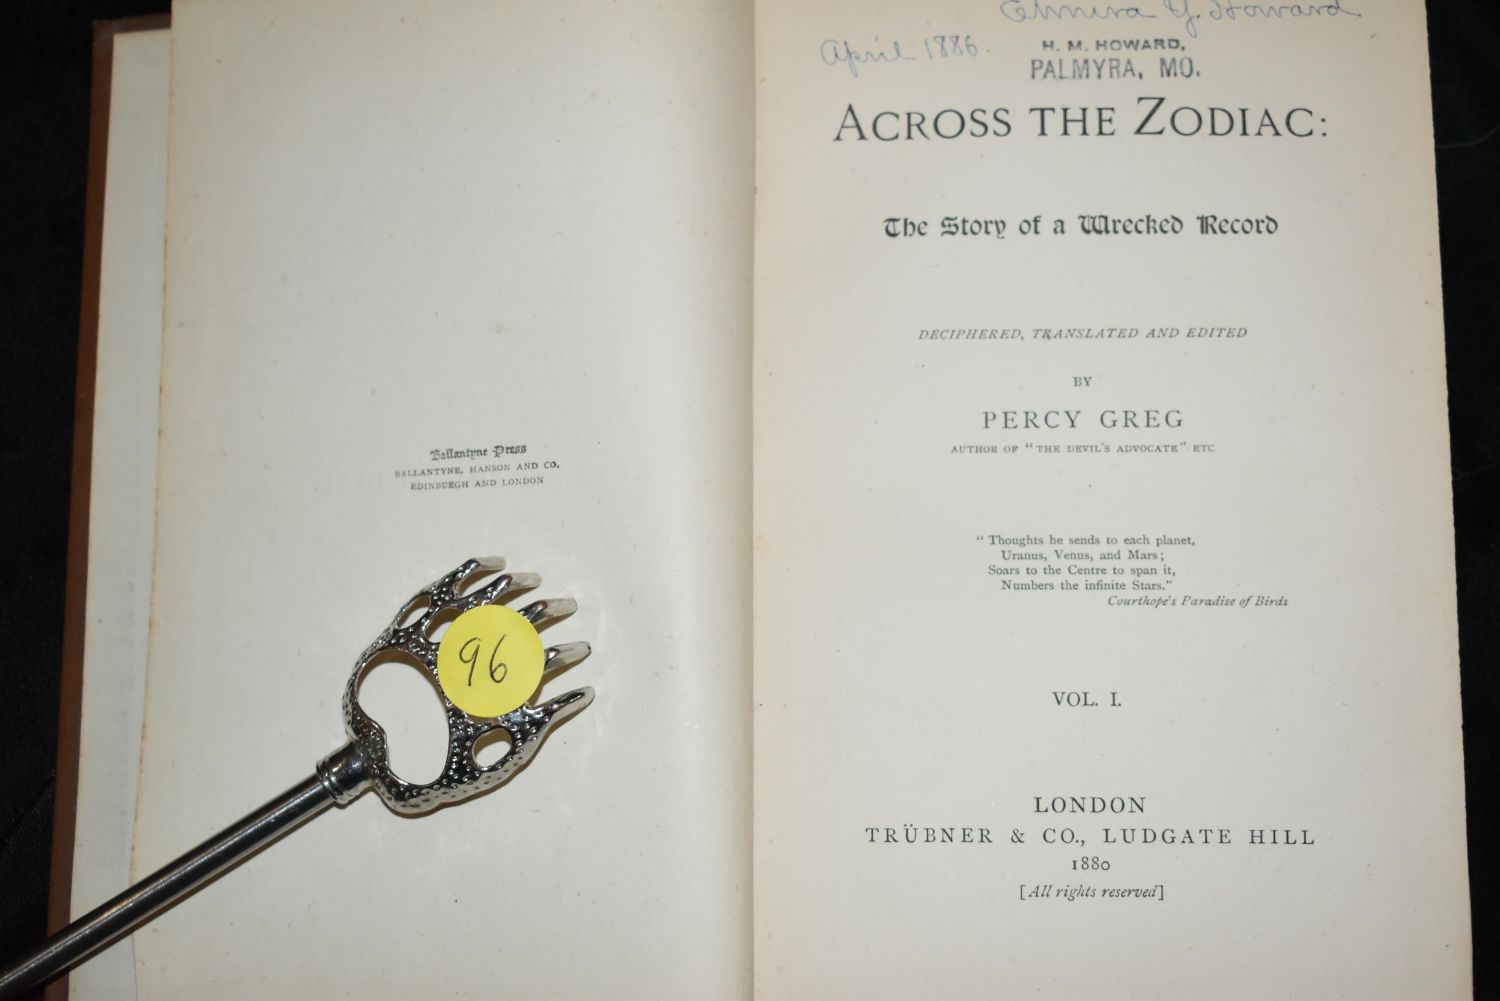 Ballantyne Press
BALLANTYNE, HANSON AND CO.
EDINBURGH AND LONDON
96
Elmira Y. Howard
April 1886.
H. M. HOWARD,
PALMYRA, MO.
ACROSS THE ZODIAC:
The Story of a Wrecked Record
DECIPHERED, TRANSLATED AND EDITED
BY
PERCY GREG
AUTHOR OF "THE DEVIL'S ADVOCATE" ETC
"Thoughts he sends to each planet,
Uranus, Venus, and Mars;
Soars to the Centre to span it,
Numbers the infinite Stars."
Courthope's Paradise of Birds
VOL. I.
LONDON
TRÜBNER & CO., LUDGATE HILL
1880
[All rights reserved]